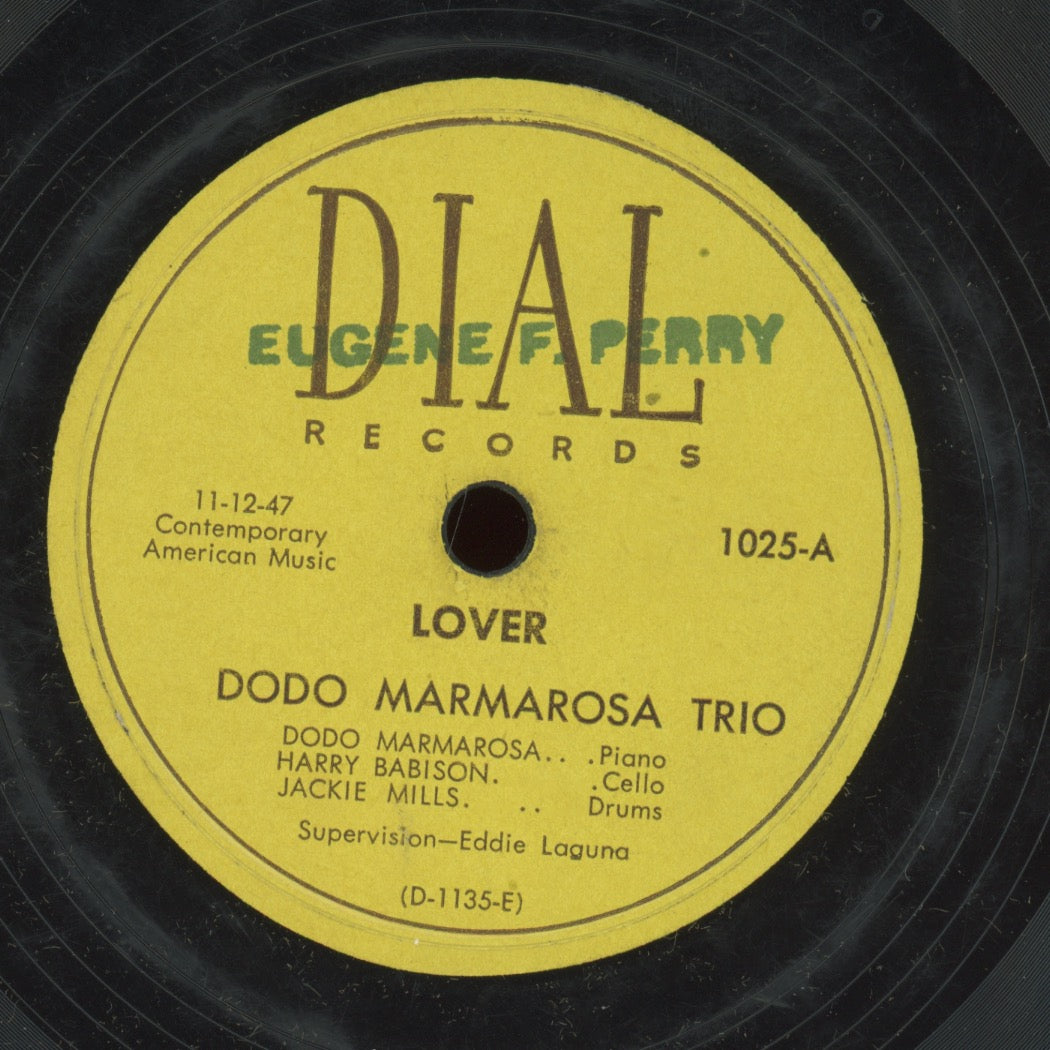 DIAL
EUGENE F. PERRY
RECORDS
11-12-47
Contemporary
American Music
1025-A
LOVER
DODO MARMAROSA TRIO
DODO MARMAROSA.. .Piano
HARRY BABISON. .Cello
JACKIE MILLS. .. Drums
Supervision—Eddie Laguna
(D-1135-E)